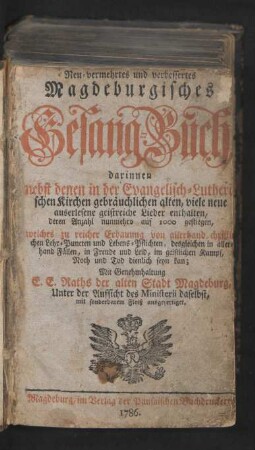 Neu-vermehrtes und verbessertes
Magdeburgisches
Gesang-Buch
darinnen
nebst denen in der Evangelisch-Lutheri-
schen Kirchen gebräuchlichen alten, viele neue
auserlesene geistreiche Lieder enthalten,
deren Anzahl nunmehro auf 1000 gestiegen,
welches zu reicher Erbauung von allerhand christli-
chen Lehr-Puncten und Lebens-Pflichten, desgleichen in aller-
hand Fällen, in Freude und Leid, im geistlichen Kampf,
Noth und Tod dienlich seyn kan;
Mit Genehmhaltung
E. E. Raths der alten Stadt Magdeburg,
Unter der Aufsicht des Ministerii daselbst,
mit sonderbarem Fleiß ausgefertiget.
Magdeburg, im Verlag der Pansaischen Buchdruckerey
1786.